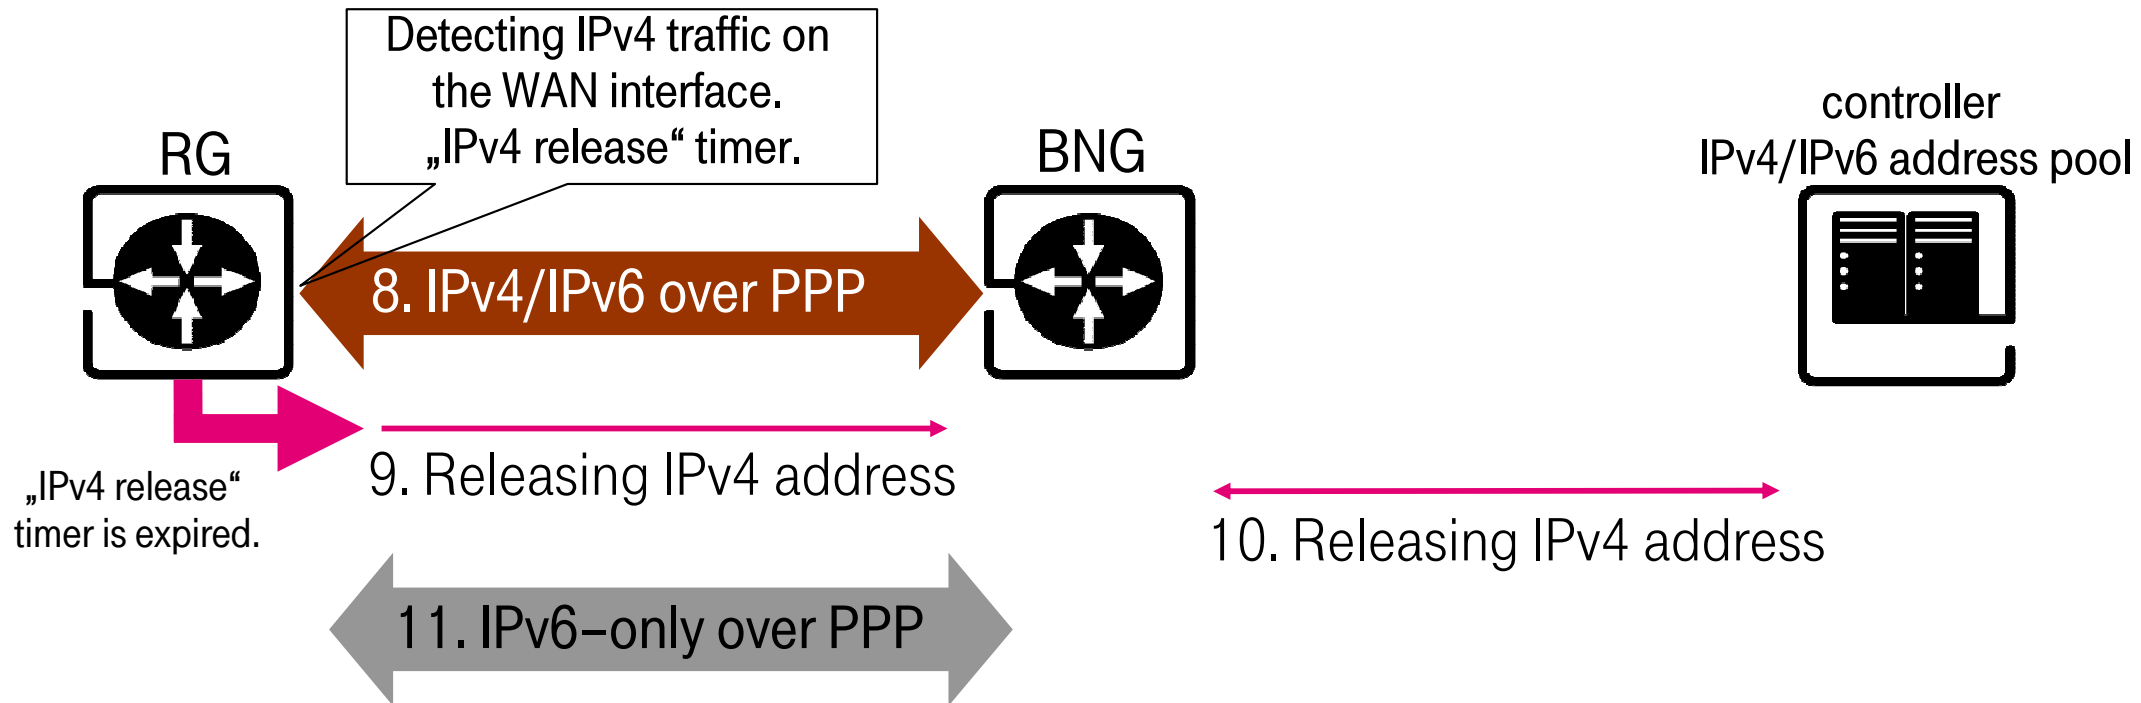 Detecting IPv4 traffic on
the WAN interface.
„IPv4 release“ timer.
RG
BNG
controller
IPv4/IPv6 address pool
8. IPv4/IPv6 over PPP
9. Releasing IPv4 address
„IPv4 release“
timer is expired.
10. Releasing IPv4 address
11. IPv6–only over PPP